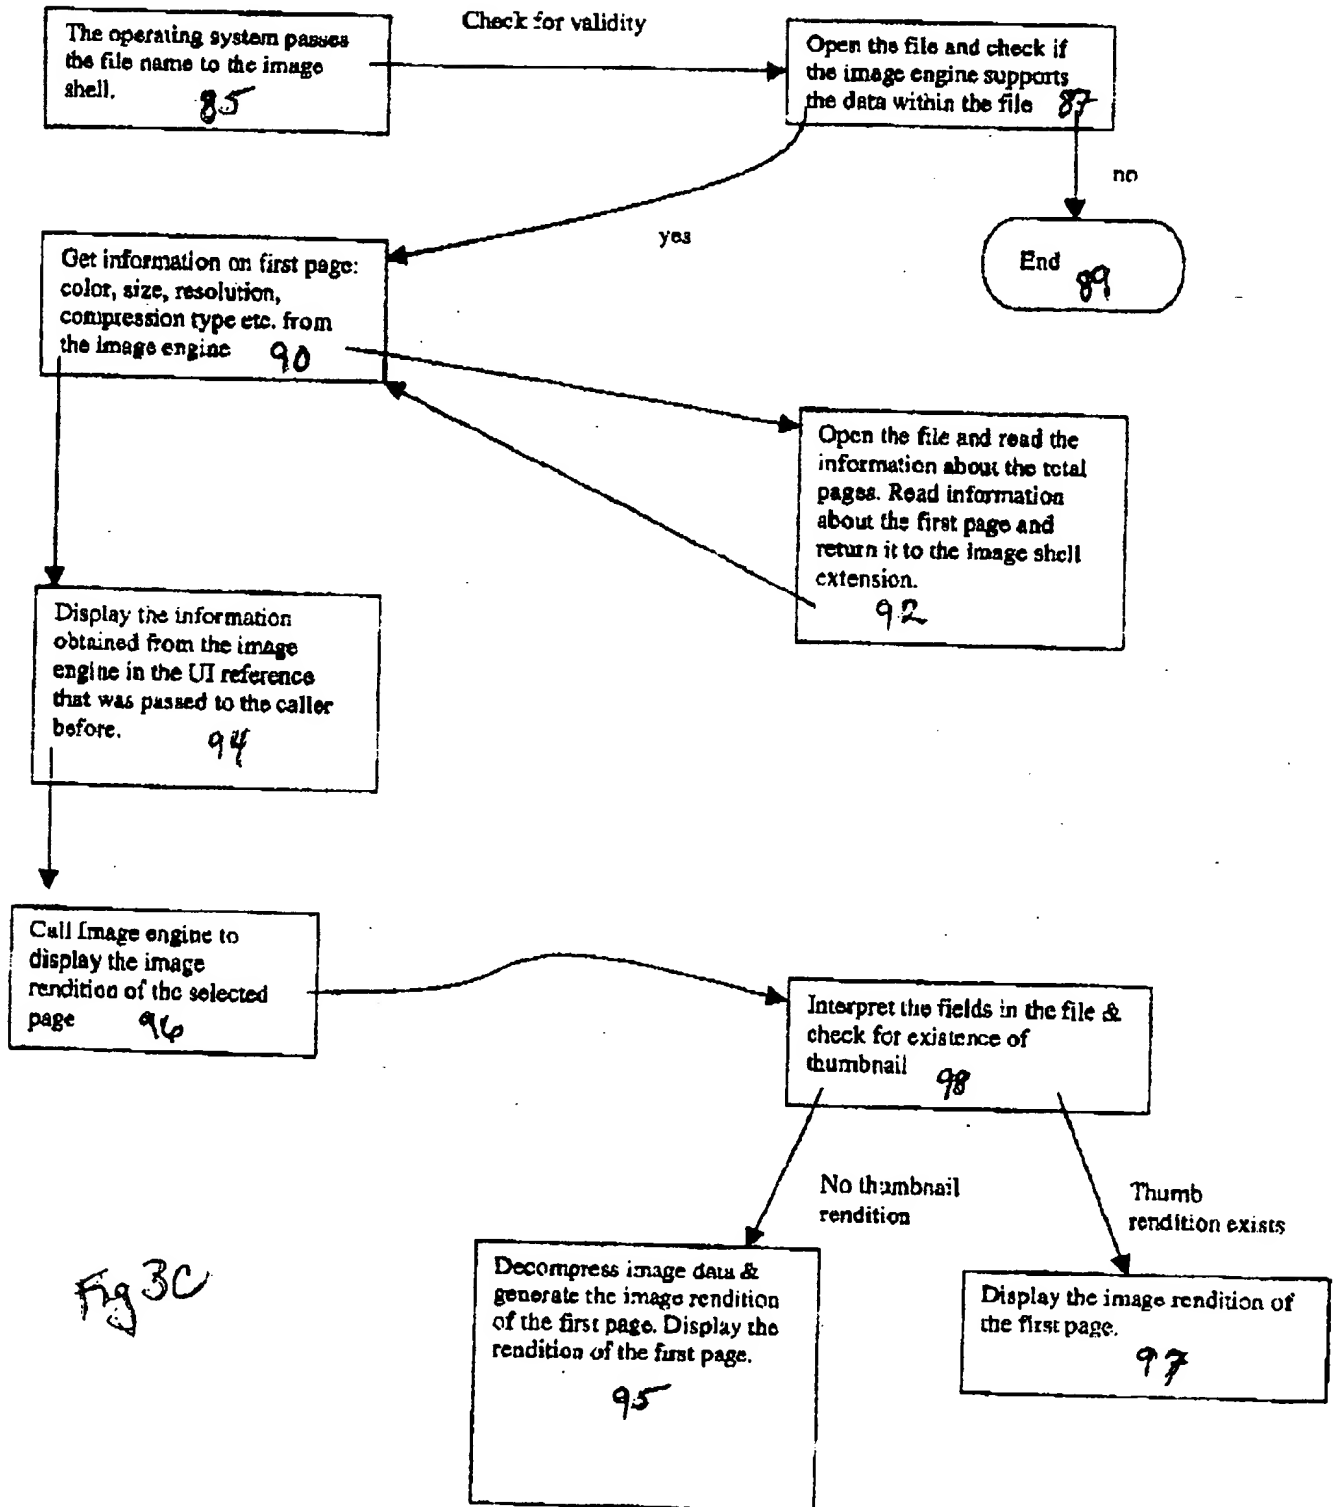 Check for validity
The operating system passes
the file name to the image
shell.
85
Open the file and check if
the image engine supports
the data within the file 87
no
yes
End
89
Get information on first page:
color, size, resolution,
compression type etc. from
the image engine 90
Open the file and read the
information about the total
pages. Read information
about the first page and
return it to the image shell
extension.
92
Display the information
obtained from the image
engine in the UI reference
that was passed to the caller
before. 94
Call Image engine to
display the image
rendition of the selected
page 96
Interpret the fields in the file &
check for existence of
thumbnail 98
No thumbnail
rendition
Thumb
rendition exists
Decompress image data &
generate the image rendition
of the first page. Display the
rendition of the first page.
95
Display the image rendition of
the first page.
97
Fig 3C